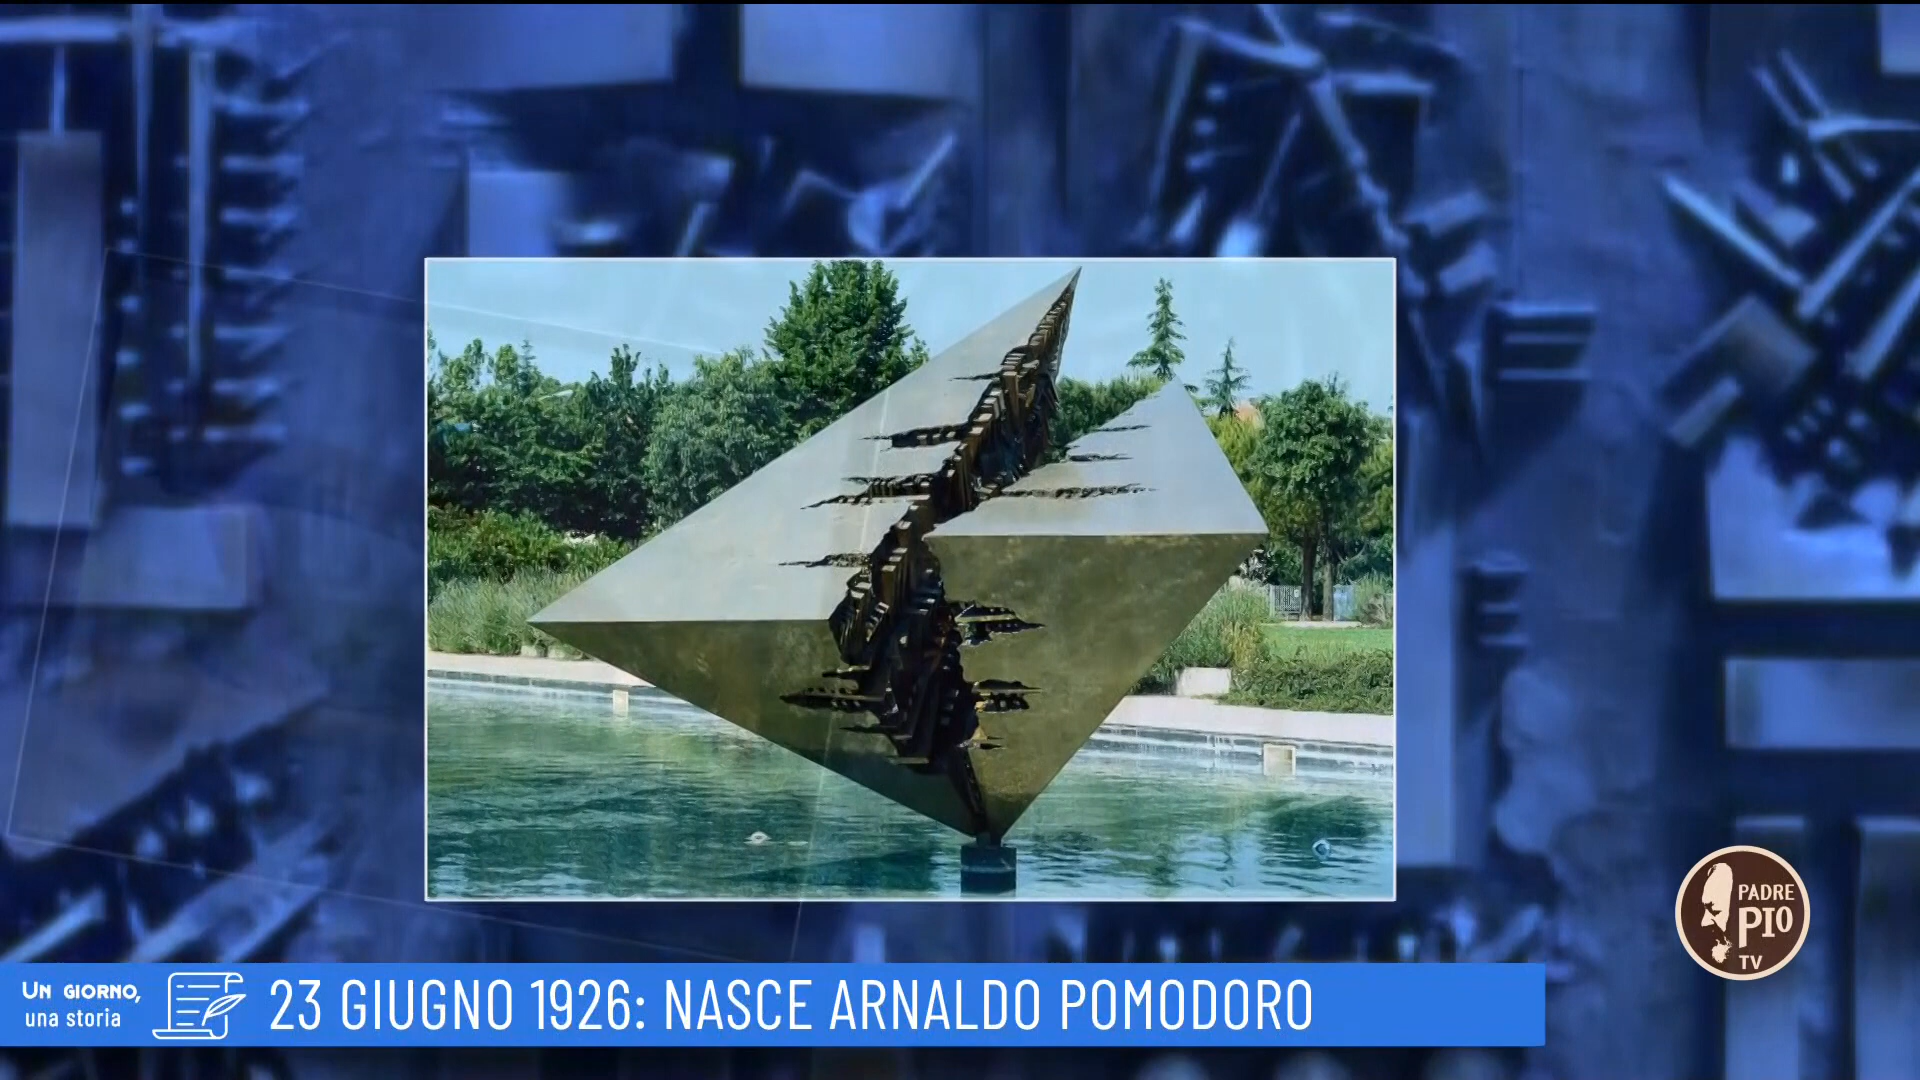 PADRE
PIO
TV
UN GIORNO,
una storia
23 GIUGNO 1926: NASCE ARNALDO POMODORO